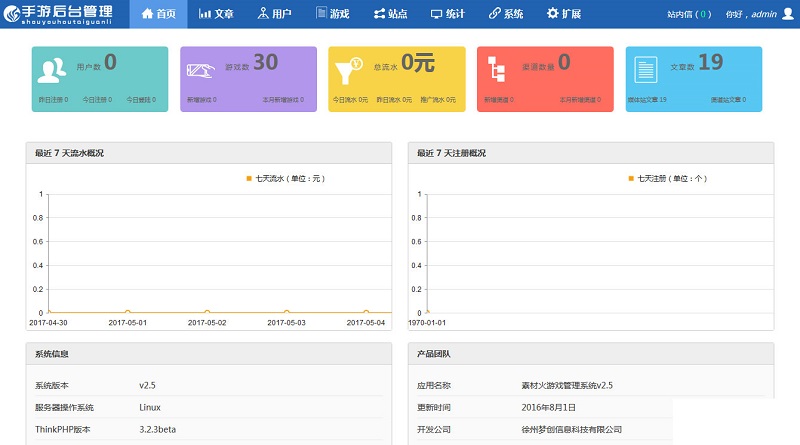 手游后台管理 首页 文章 用户 游戏 站点 统计 系统 扩展 站内信 ( 0 ) 你好，admin
shouyouhoutaiguanli
用户数 0 游戏数 30 总流水 0元 渠道数量 0 文章数 19
昨日注册 0 今日注册 0 今日登陆 0 新增游戏 0 本月新增游戏 0 今日流水 0元 昨日流水 0元 推广流水 0元 新增渠道 0 本月新增渠道 0 媒体站文章 19 渠道站文章 0
最近 7 天流水概况 最近 7 天注册概况
七天流水 ( 单位：元 ) 七天注册 ( 单位：个 )
1 1
0.8 0.8
0.6 0.6
0.4 0.4
0.2 0.2
0 0
2017-04-30 2017-05-01 2017-05-02 2017-05-03 2017-05-04 1970-01-01
系统信息 产品团队
系统版本 v2.5 应用名称 素材火游戏管理系统v2.5
服务器操作系统 Linux 更新时间 2016年8月1日
ThinkPHP版本 3.2.3beta 开发公司 徐州梦创信息科技有限公司